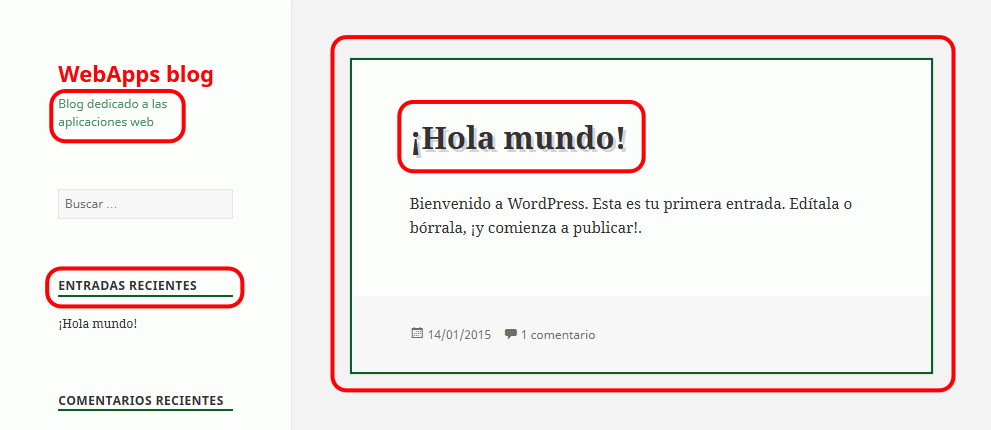 WebApps blog
Blog dedicado a las
aplicaciones web
Buscar …
ENTRADAS RECIENTES
¡Hola mundo!
COMENTARIOS RECIENTES
¡Hola mundo!
Bienvenido a WordPress. Esta es tu primera entrada. Edítala o
bórrala, ¡y comienza a publicar!.
14/01/2015 1 comentario